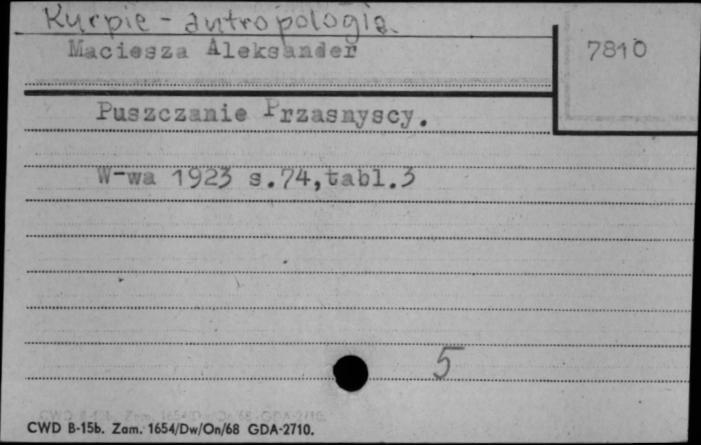 Kurpie - antropologia.
Maciesza Aleksander
7810
Puszczanie Przasnyscy.
W-wa 1923 s.74,tabl.3
5
CWD B-15b. Zam. 1654/Dw/On/68 GDA-2710.